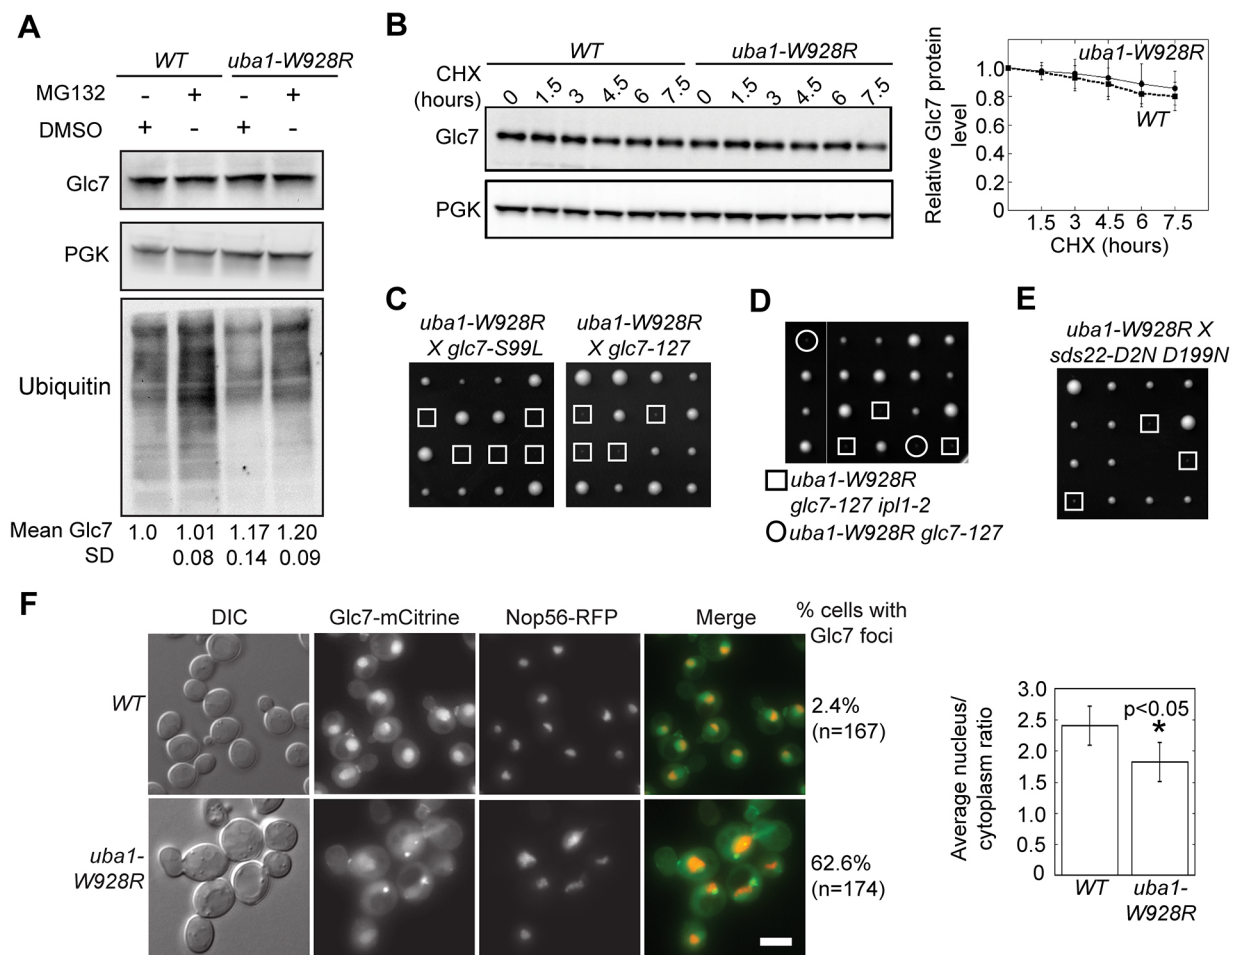 A
WT uba1-W928R
MG132 - + - +
DMSO + - + -
Glc7
PGK
Ubiquitin
Mean Glc7 1.0 1.01 1.17 1.20
SD 0.08 0.14 0.09
B
WT uba1-W928R
CHX
(hours) 0 1.5 3 4.5 6 7.5 0 1.5 3 4.5 6 7.5
Glc7
PGK
Relative Glc7 protein
level
1.0
0.8
0.6
0.4
0.2
0
uba1-W928R
WT
1.5 3 4.5 6 7.5
CHX (hours)
C
uba1-W928R
X glc7-S99L
uba1-W928R
X glc7-127
D
uba1-W928R
glc7-127 ipl1-2
uba1-W928R glc7-127
E
uba1-W928R X
sds22-D2N D199N
F
DIC Glc7-mCitrine Nop56-RFP Merge
% cells with
Glc7 foci
WT
2.4%
(n=167)
uba1-
W928R
62.6%
(n=174)
Average nucleus/
cytoplasm ratio
3.0
2.5
2.0
1.5
1.0
0.5
0
p<0.05
*
WT uba1-
W928R